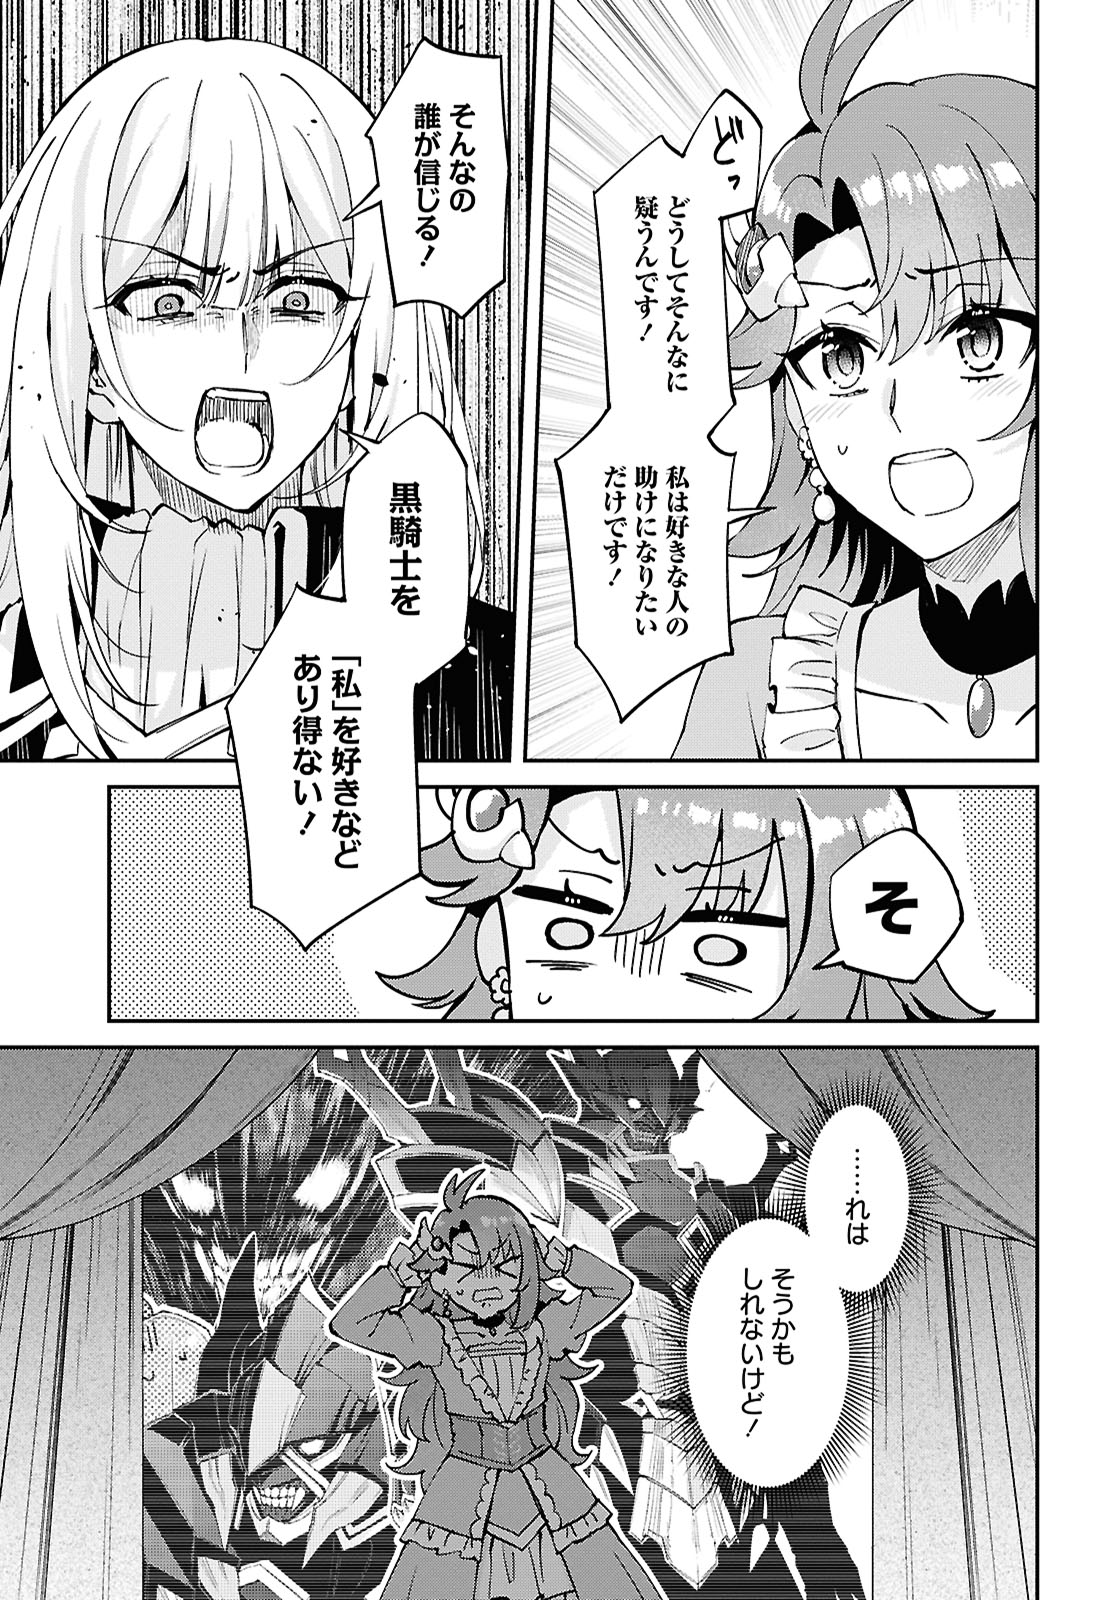 どっ
どうしてそんなに
疑うんです！
私は好きな人の
助けになりたい
だけです！
そんなの
誰が信じる！
黒騎士を
「私」を好きなど
あり得ない！
そ
……れは
そうかも
しれないけど！